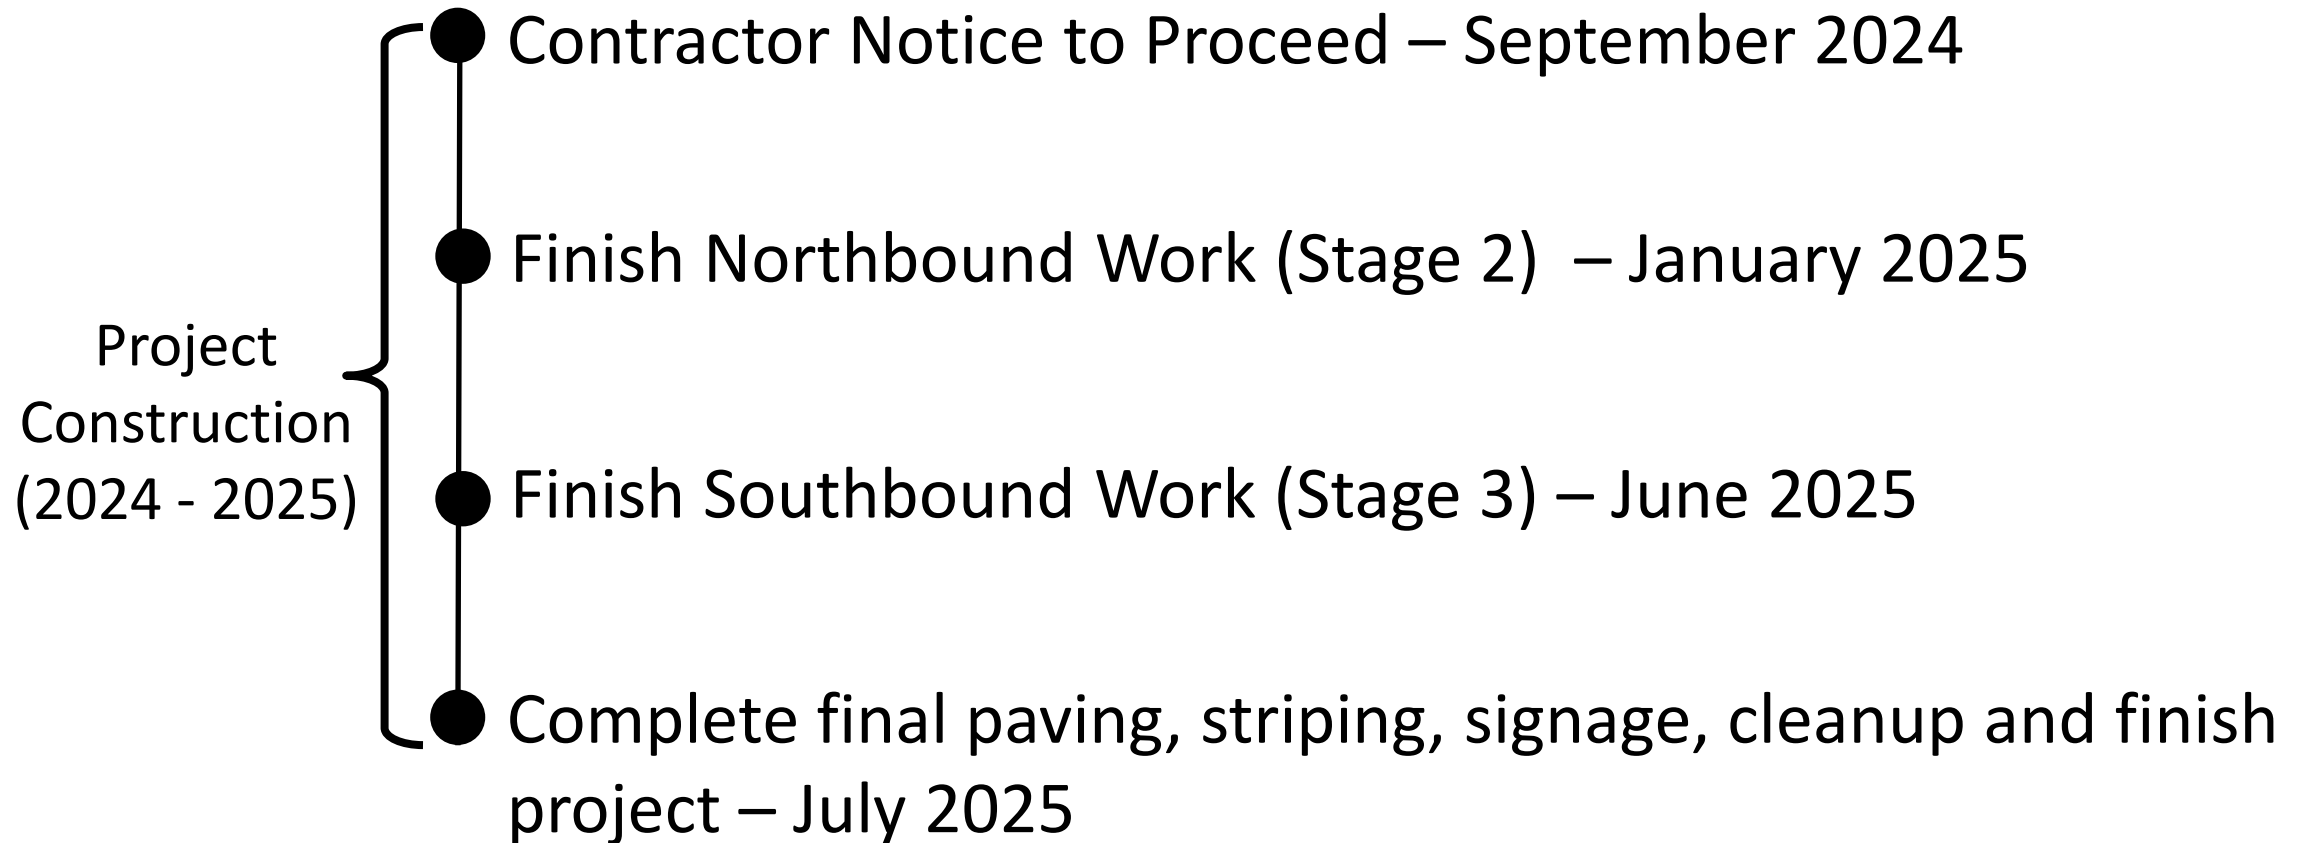 Contractor Notice to Proceed – September 2024
Finish Northbound Work (Stage 2) – January 2025
Project
Construction
(2024 - 2025)
Finish Southbound Work (Stage 3) – June 2025
Complete final paving, striping, signage, cleanup and finish
project – July 2025